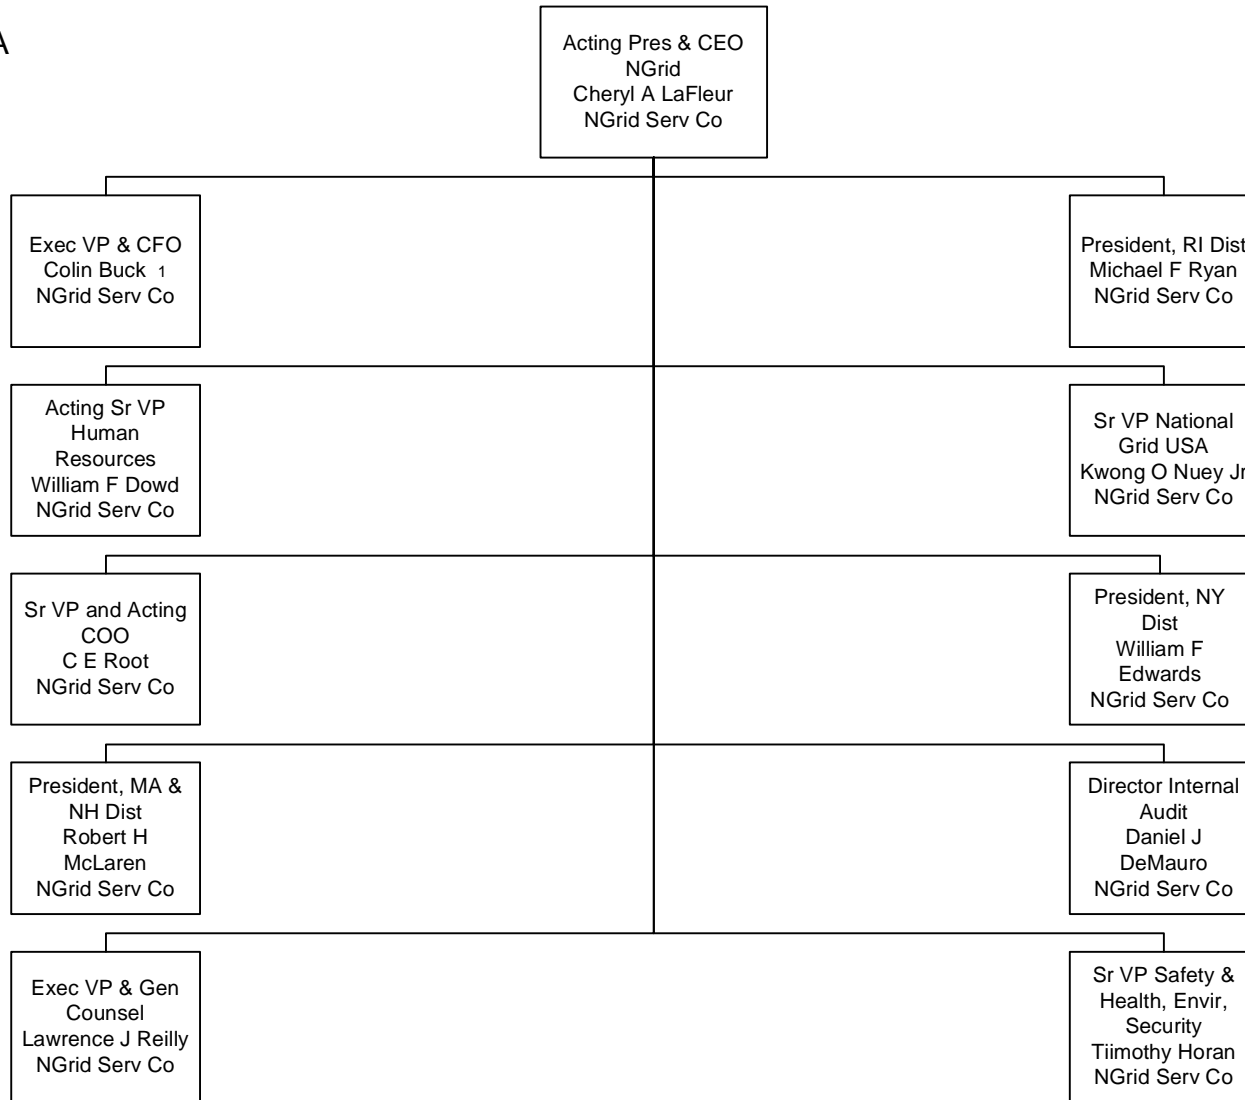 A
Acting Pres & CEO
NGrid
Cheryl A LaFleur
NGrid Serv Co
Exec VP & CFO
Colin Buck 1
NGrid Serv Co
President, RI Dist
Michael F Ryan
NGrid Serv Co
Acting Sr VP
Human
Resources
William F Dowd
NGrid Serv Co
Sr VP National
Grid USA
Kwong O Nuey Jr
NGrid Serv Co
Sr VP and Acting
COO
C E Root
NGrid Serv Co
President, NY
Dist
William F
Edwards
NGrid Serv Co
President, MA &
NH Dist
Robert H
McLaren
NGrid Serv Co
Director Internal
Audit
Daniel J
DeMauro
NGrid Serv Co
Exec VP & Gen
Counsel
Lawrence J Reilly
NGrid Serv Co
Sr VP Safety &
Health, Envir,
Security
Tiimothy Horan
NGrid Serv Co